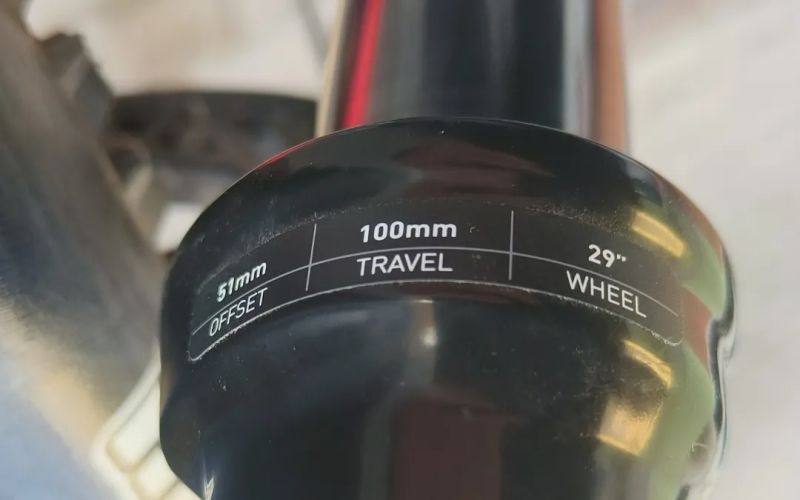 51mm 100mm 29”
OFFSET TRAVEL WHEEL